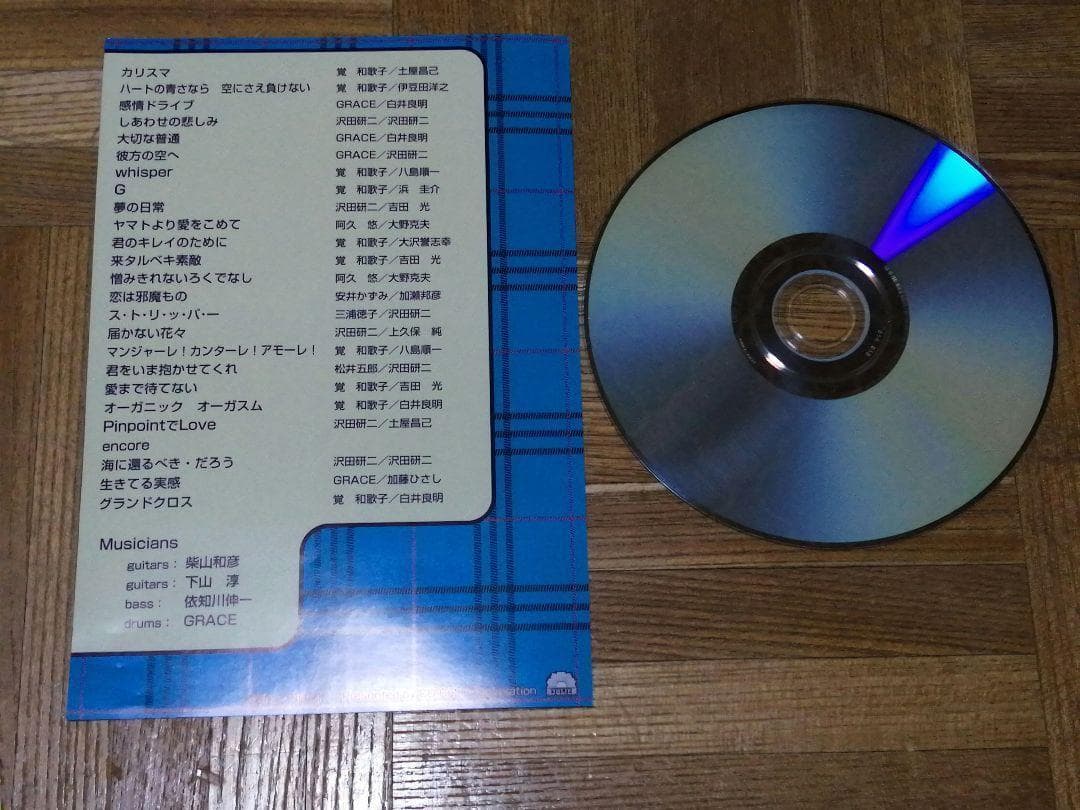 カリスマ 覚 和歌子／土屋昌己
ハートの青さなら 空にさえ負けない 覚 和歌子／伊豆田洋之
感情ドライブ GRACE／白井良明
しあわせの悲しみ 沢田研二／沢田研二
大切な普通 GRACE／白井良明
彼方の空へ GRACE／沢田研二
whisper 覚 和歌子／八島順一
G 覚 和歌子／浜 圭介
夢の日常 沢田研二／吉田 光
ヤマトより愛をこめて 阿久 悠／大野克夫
君のキレイのために 覚 和歌子／大沢誉志幸
来タルベキ素敵 覚 和歌子／吉田 光
憎みきれないろくでなし 阿久 悠／大野克夫
恋は邪魔もの 安井かずみ／加瀬邦彦
ス・ト・リ・ッ・パ・ー 三浦徳子／沢田研二
届かない花々 沢田研二／上久保 純
マンジャーレ！カンターレ！アモーレ！ 覚 和歌子／八島順一
君をいま抱かせてくれ 松井五郎／沢田研二
愛まで待てない 覚 和歌子／吉田 光
オーガニック オーガスム 覚 和歌子／白井良明
PinpointでLove 沢田研二／土屋昌己
encore
海に還るべき・だろう 沢田研二／沢田研二
生きてる実感 GRACE／加藤ひさし
グランドクロス 覚 和歌子／白井良明
Musicians
guitars： 柴山和彦
guitars： 下山 淳
bass： 依知川伸一
drums： GRACE